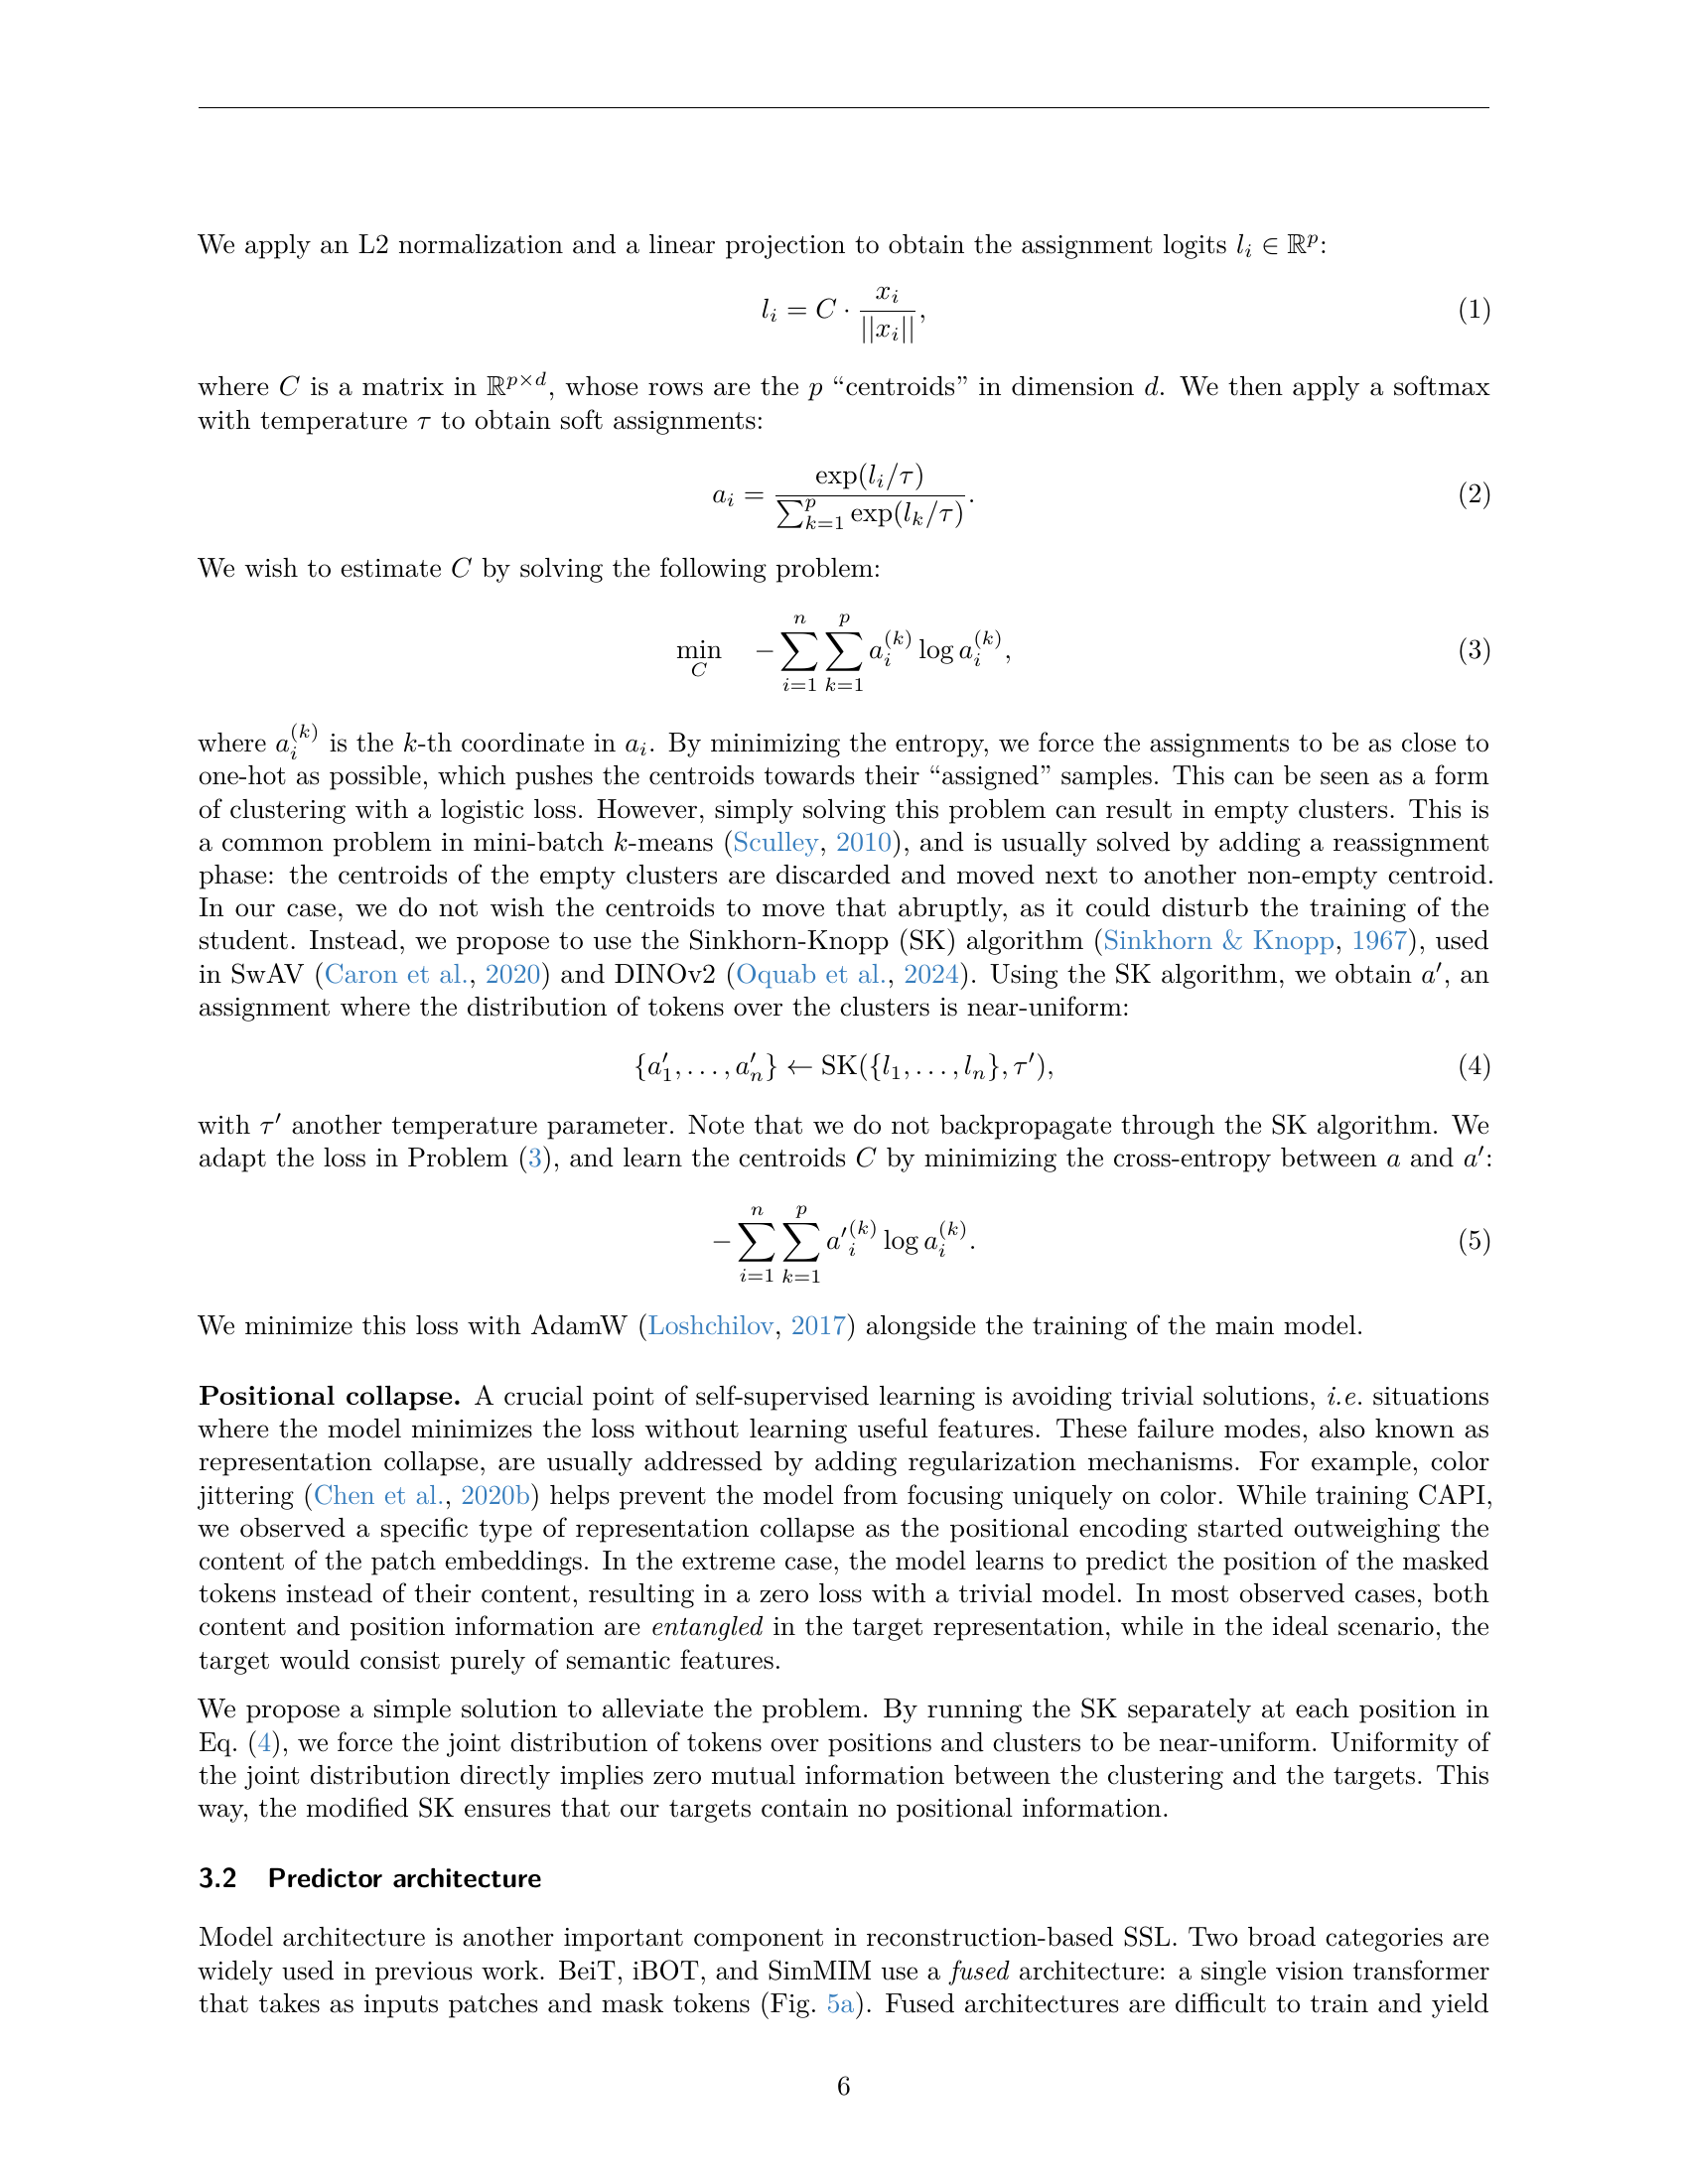 We apply an L2 normalization and a linear projection to obtain the assignment logits l_i ∈ ℝ^p:
l_i = C · x_i / ||x_i||, (1)
where C is a matrix in ℝ^{p×d}, whose rows are the p “centroids” in dimension d. We then apply a softmax
with temperature τ to obtain soft assignments:
a_i = exp(l_i/τ) / ∑_{k=1}^{p} exp(l_k/τ). (2)
We wish to estimate C by solving the following problem:
min_C − ∑_{i=1}^{n} ∑_{k=1}^{p} a_i^{(k)} log a_i^{(k)}, (3)
where a_i^{(k)} is the k-th coordinate in a_i. By minimizing the entropy, we force the assignments to be as close to
one-hot as possible, which pushes the centroids towards their “assigned” samples. This can be seen as a form
of clustering with a logistic loss. However, simply solving this problem can result in empty clusters. This is
a common problem in mini-batch k-means (Sculley, 2010), and is usually solved by adding a reassignment
phase: the centroids of the empty clusters are discarded and moved next to another non-empty centroid.
In our case, we do not wish the centroids to move that abruptly, as it could disturb the training of the
student. Instead, we propose to use the Sinkhorn-Knopp (SK) algorithm (Sinkhorn & Knopp, 1967), used
in SwAV (Caron et al., 2020) and DINOv2 (Oquab et al., 2024). Using the SK algorithm, we obtain a′, an
assignment where the distribution of tokens over the clusters is near-uniform:
{a′_1, . . . , a′_n} ← SK({l_1, . . . , l_n}, τ′), (4)
with τ′ another temperature parameter. Note that we do not backpropagate through the SK algorithm. We
adapt the loss in Problem (3), and learn the centroids C by minimizing the cross-entropy between a and a′:
− ∑_{i=1}^{n} ∑_{k=1}^{p} a′_i^{(k)} log a_i^{(k)}. (5)
We minimize this loss with AdamW (Loshchilov, 2017) alongside the training of the main model.
Positional collapse. A crucial point of self-supervised learning is avoiding trivial solutions, i.e. situations
where the model minimizes the loss without learning useful features. These failure modes, also known as
representation collapse, are usually addressed by adding regularization mechanisms. For example, color
jittering (Chen et al., 2020b) helps prevent the model from focusing uniquely on color. While training CAPI,
we observed a specific type of representation collapse as the positional encoding started outweighing the
content of the patch embeddings. In the extreme case, the model learns to predict the position of the masked
tokens instead of their content, resulting in a zero loss with a trivial model. In most observed cases, both
content and position information are entangled in the target representation, while in the ideal scenario, the
target would consist purely of semantic features.
We propose a simple solution to alleviate the problem. By running the SK separately at each position in
Eq. (4), we force the joint distribution of tokens over positions and clusters to be near-uniform. Uniformity of
the joint distribution directly implies zero mutual information between the clustering and the targets. This
way, the modified SK ensures that our targets contain no positional information.
3.2 Predictor architecture
Model architecture is another important component in reconstruction-based SSL. Two broad categories are
widely used in previous work. BeiT, iBOT, and SimMIM use a fused architecture: a single vision transformer
that takes as inputs patches and mask tokens (Fig. 5a). Fused architectures are difficult to train and yield
6